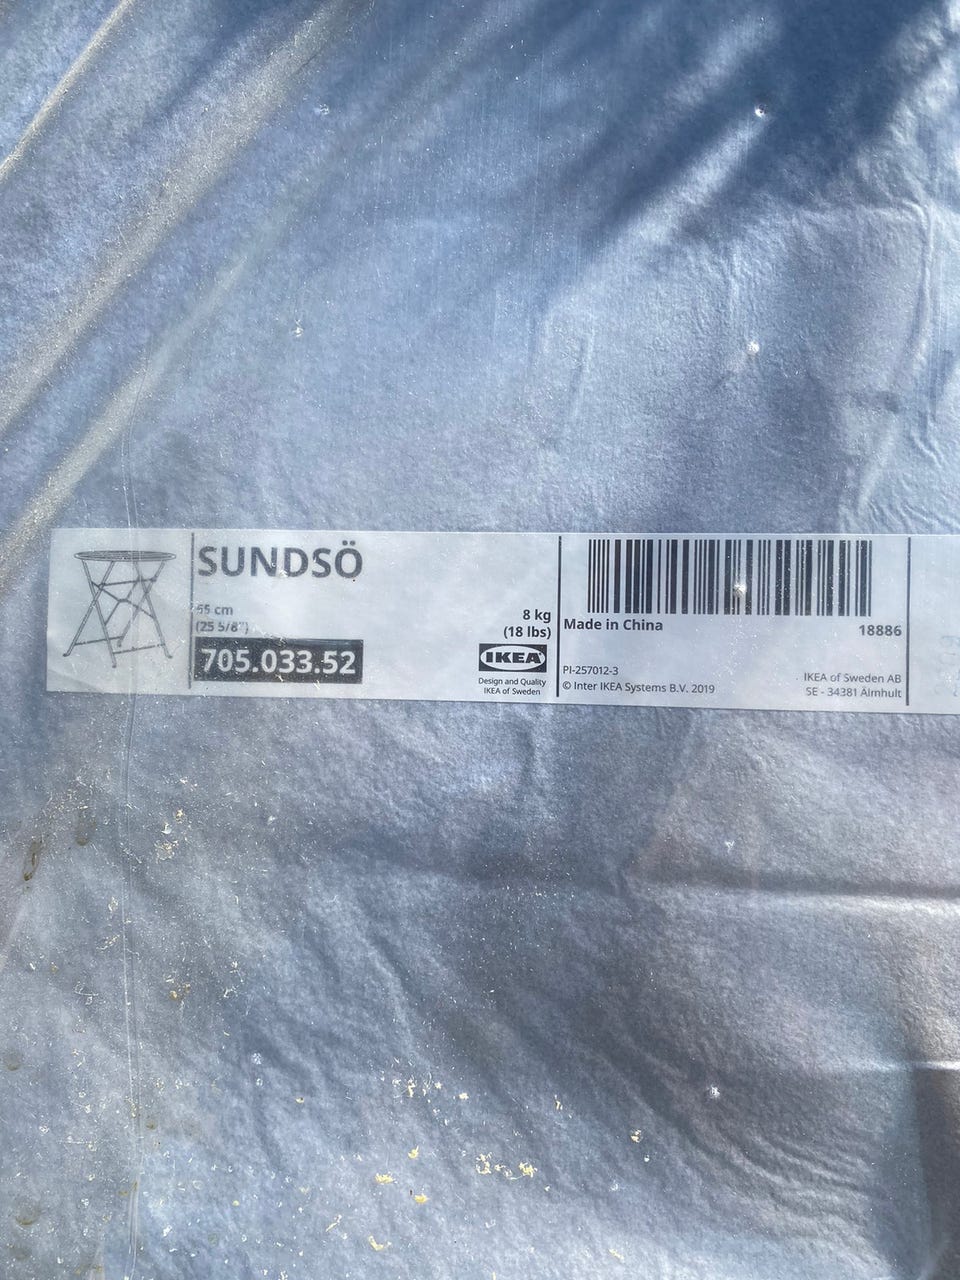 SUNDSÖ
65 cm
(25 5/8")
705.033.52
8 kg
(18 lbs)
IKEA
Design and Quality
IKEA of Sweden
Made in China
18886
PI-257012-3
© Inter IKEA Systems B.V. 2019
IKEA of Sweden AB
SE - 34381 Älmhult